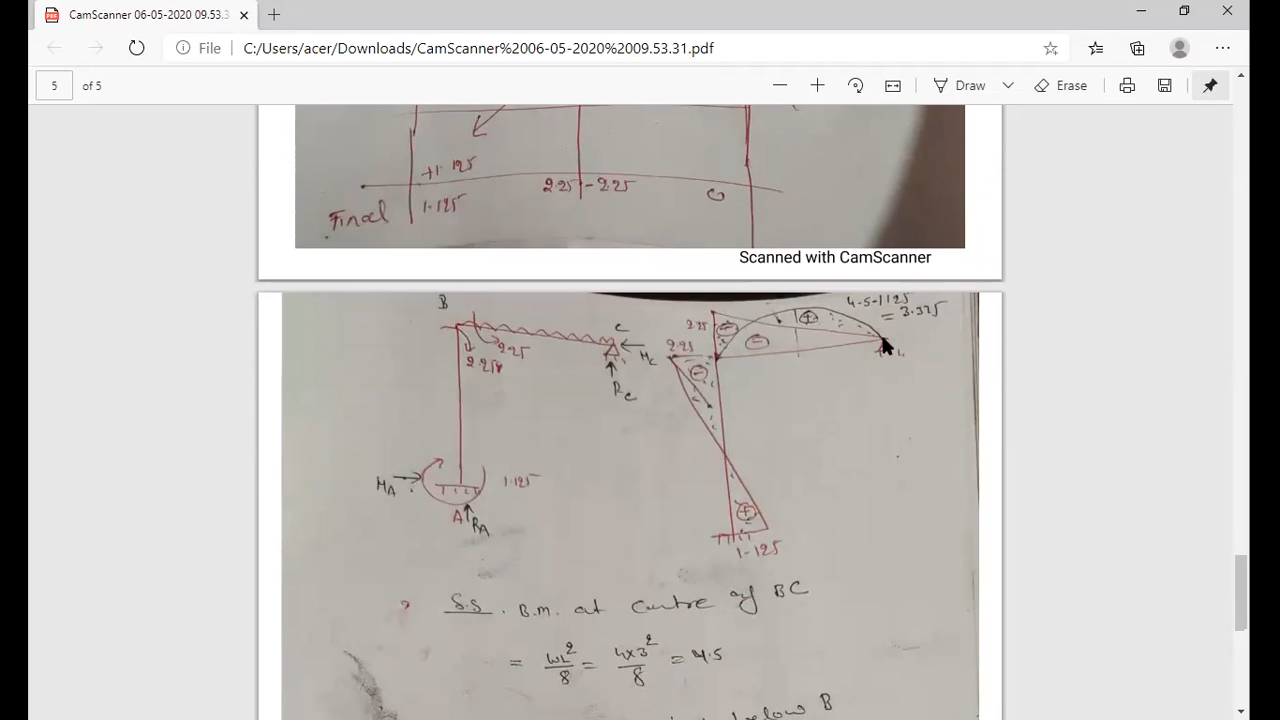 CamScanner 06-05-2020 09.53.3
File C:/Users/acer/Downloads/CamScanner%2006-05-2020%2009.53.31.pdf
5 of 5 Draw Erase
+1.125
2.25 -2.25 0
Final 1.125
Scanned with CamScanner
B
C
2.25
2.25
HC
RC
HA
1.125
A RA
4.5-1.125
= 3.375
2.25
2.25
1-125
S.S. B.M. at centre of BC
= wL²/8 = 4x3²/8 = 4.5
below B